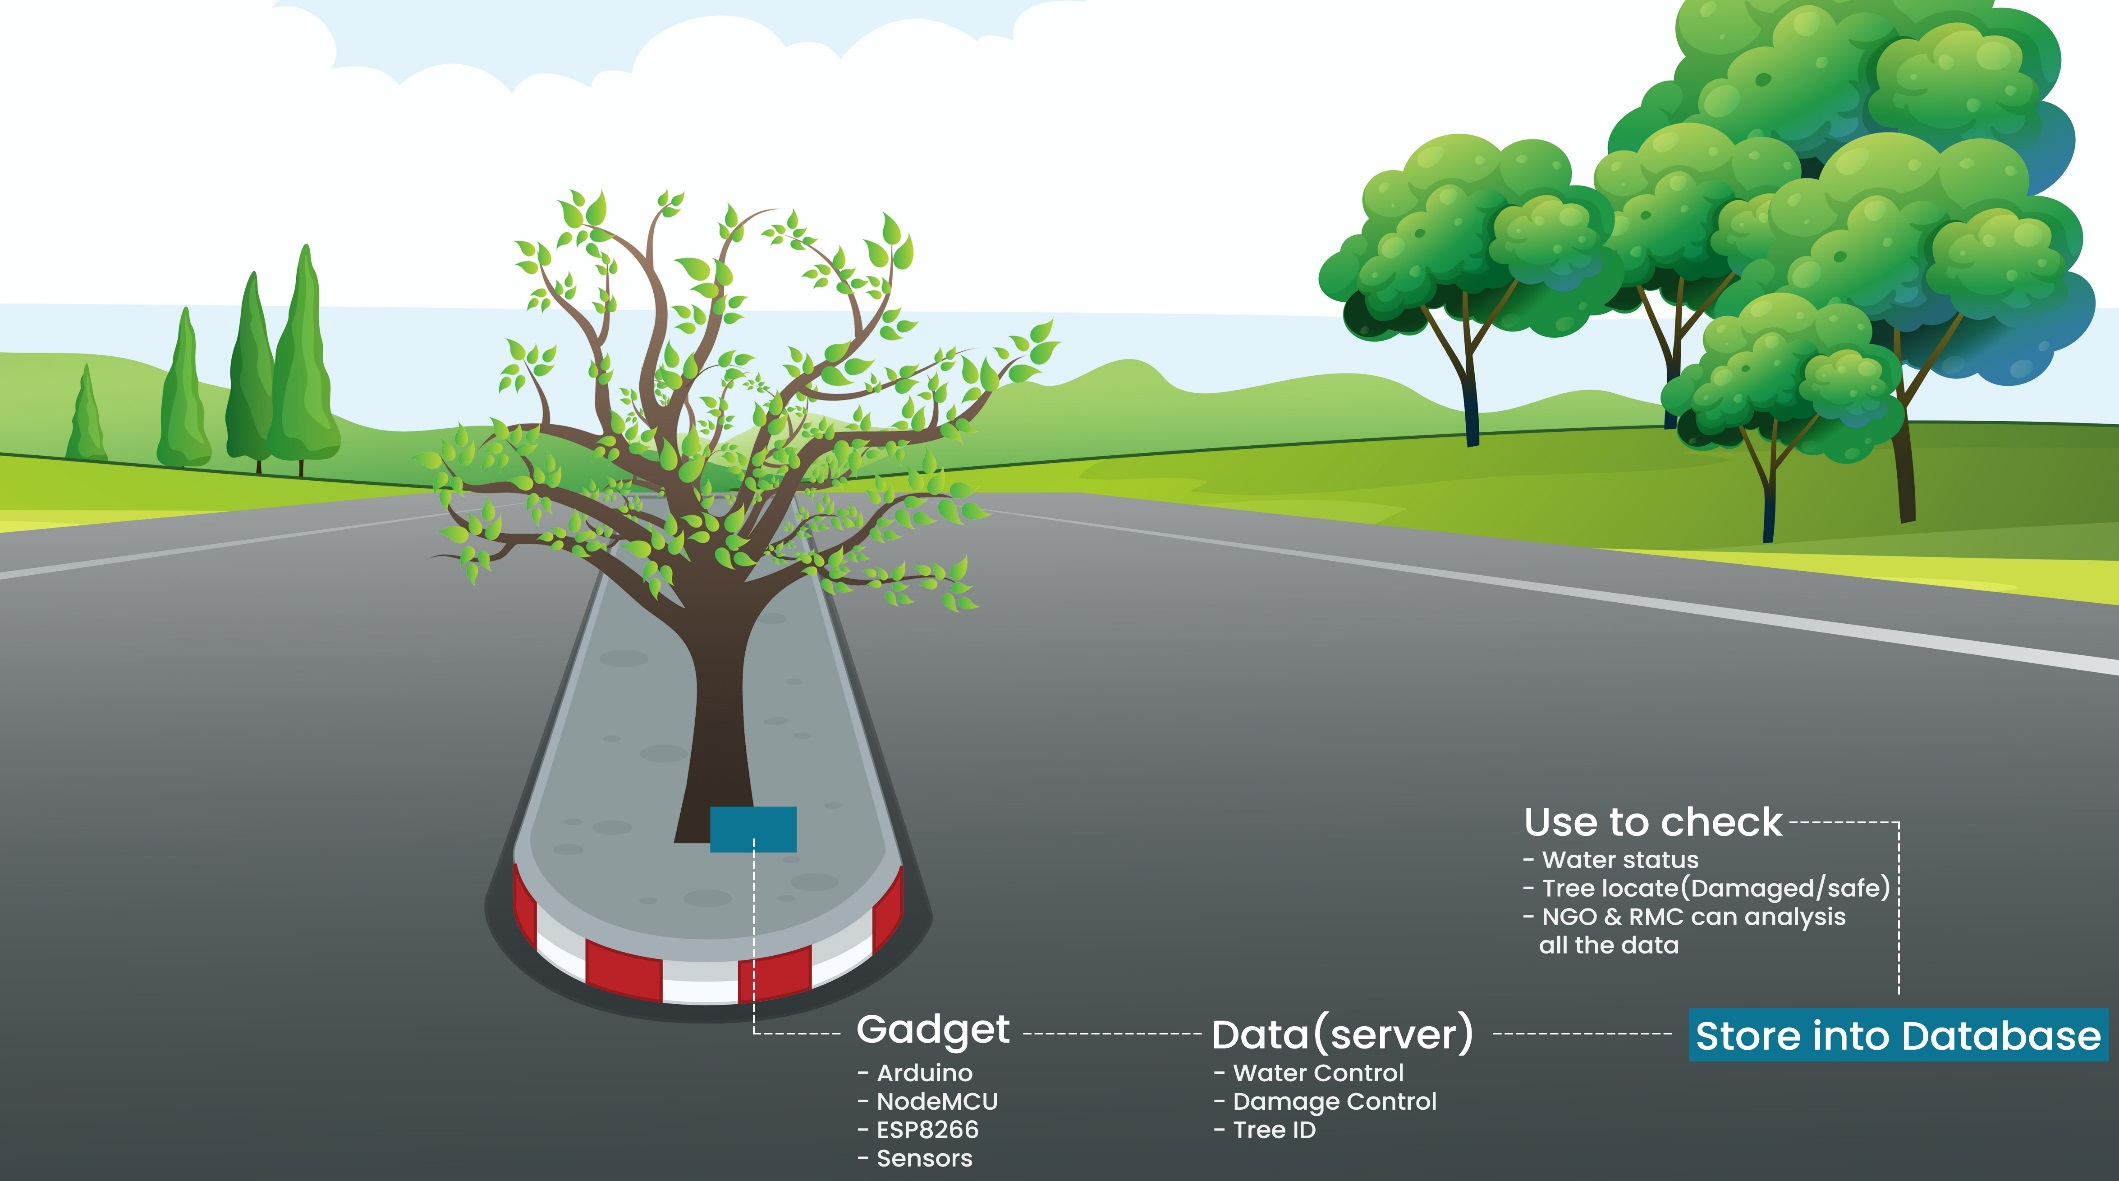 Use to check
- Water status
- Tree locate(Damaged/safe)
- NGO & RMC can analysis
all the data
Gadget
- Arduino
- NodeMCU
- ESP8266
- Sensors
Data(server)
- Water Control
- Damage Control
- Tree ID
Store into Database